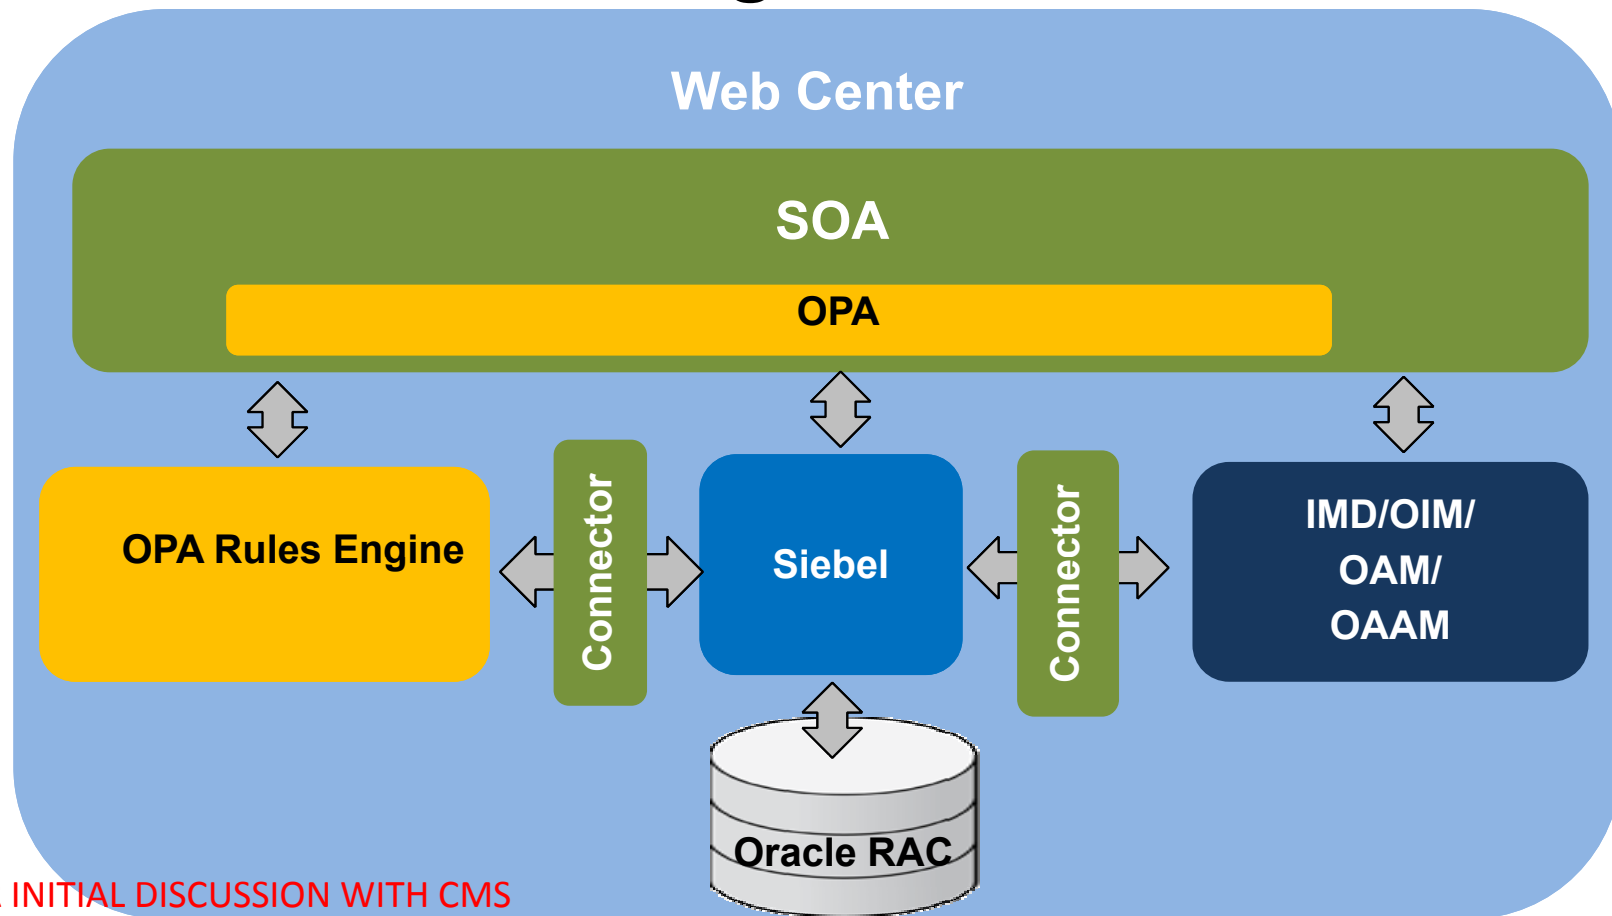 Web Center
SOA
OPA
OPA Rules Engine
Connector
Siebel
Connector
IMD/OIM/
OAM/
OAAM
Oracle RAC
INITIAL DISCUSSION WITH CMS